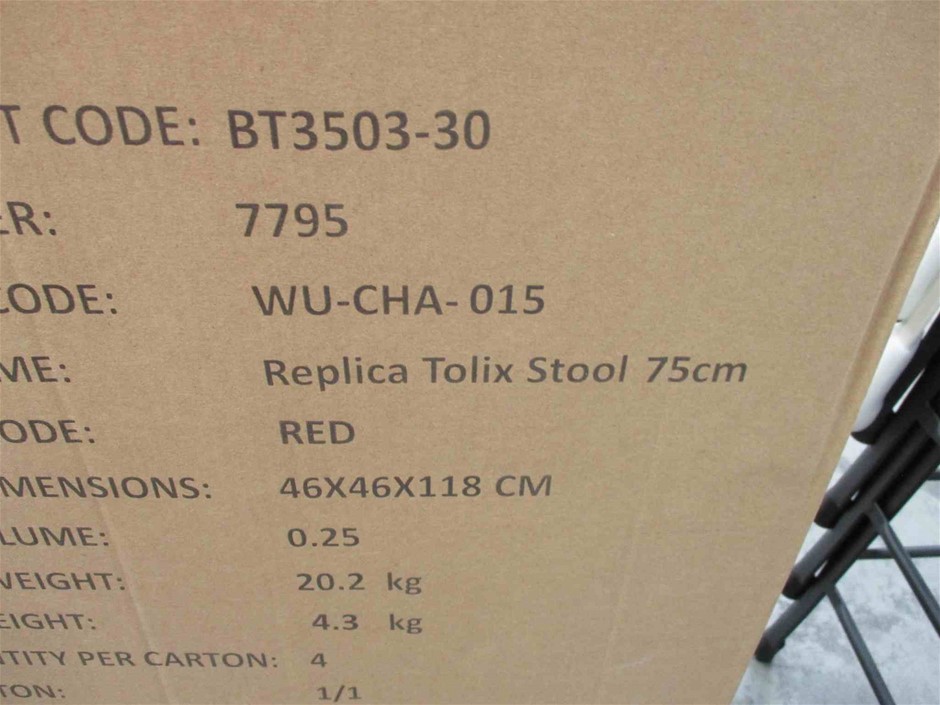 T CODE: BT3503-30
ER: 7795
CODE: WU-CHA-015
ME: Replica Tolix Stool 75cm
ODE: RED
MENSIONS: 46X46X118 CM
LUME: 0.25
WEIGHT: 20.2 kg
EIGHT: 4.3 kg
TITY PER CARTON: 4
TON: 1/1